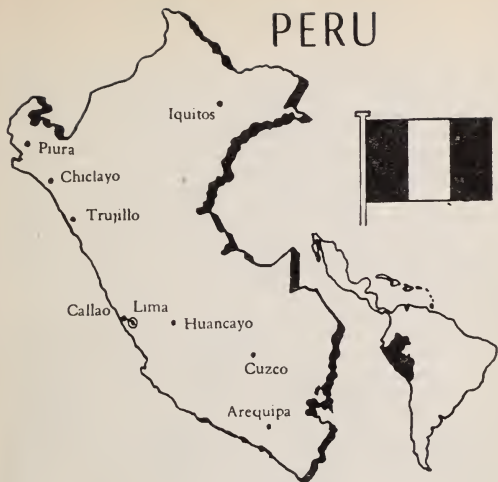 PERU
Iquitos
Piura
Chiclayo
Trujillo
Callao Lima
Huancayo
Cuzco
Arequipa